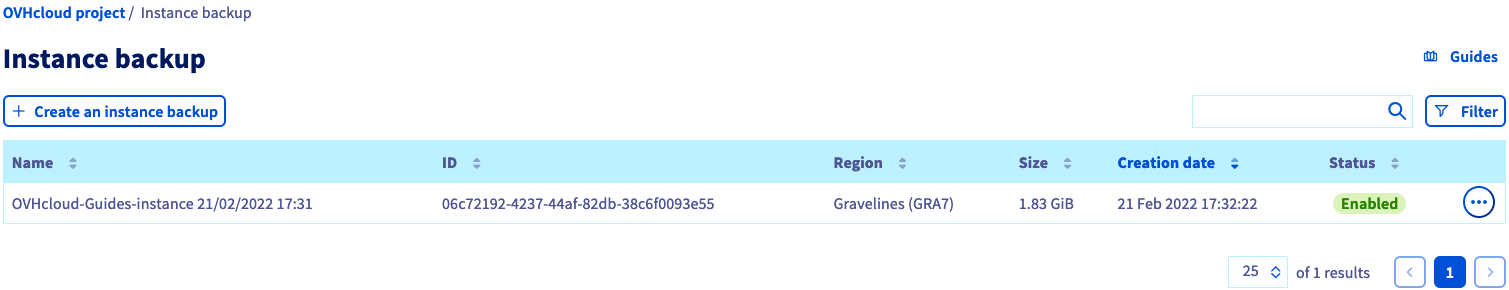 OVHcloud project / Instance backup
Instance backup
Guides
+ Create an instance backup
Filter
Name ID Region Size Creation date Status
OVHcloud-Guides-instance 21/02/2022 17:31 06c72192-4237-44af-82db-38c6f0093e55 Gravelines (GRA7) 1.83 GiB 21 Feb 2022 17:32:22 Enabled
25 of 1 results 1